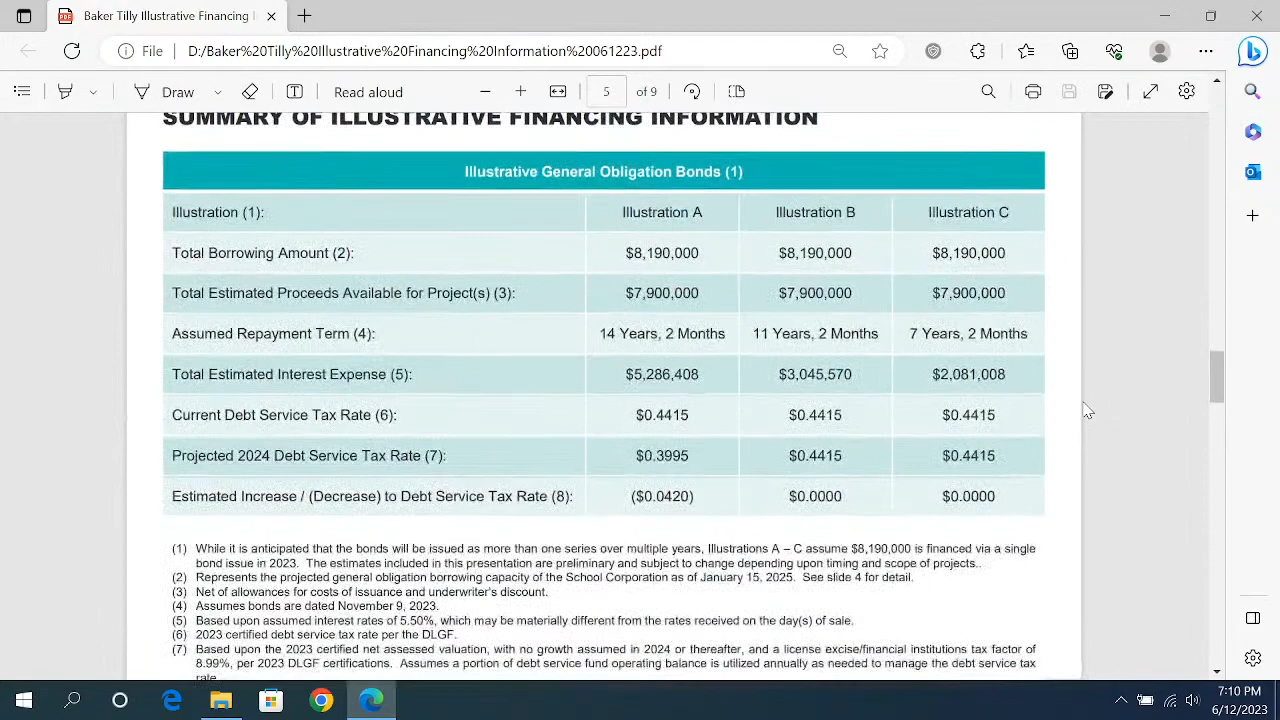 Baker Tilly Illustrative Financing I
File
D:/Baker%20Tilly%20Illustrative%20Financing%20Information%20061223.pdf
Draw
Read aloud
5
of 9
SUMMARY OF ILLUSTRATIVE FINANCING INFORMATION
Illustrative General Obligation Bonds (1)
Illustration (1): Illustration A Illustration B Illustration C
Total Borrowing Amount (2): $8,190,000 $8,190,000 $8,190,000
Total Estimated Proceeds Available for Project(s) (3): $7,900,000 $7,900,000 $7,900,000
Assumed Repayment Term (4): 14 Years, 2 Months 11 Years, 2 Months 7 Years, 2 Months
Total Estimated Interest Expense (5): $5,286,408 $3,045,570 $2,081,008
Current Debt Service Tax Rate (6): $0.4415 $0.4415 $0.4415
Projected 2024 Debt Service Tax Rate (7): $0.3995 $0.4415 $0.4415
Estimated Increase / (Decrease) to Debt Service Tax Rate (8): ($0.0420) $0.0000 $0.0000
(1) While it is anticipated that the bonds will be issued as more than one series over multiple years, Illustrations A – C assume $8,190,000 is financed via a single
bond issue in 2023. The estimates included in this presentation are preliminary and subject to change depending upon timing and scope of projects..
(2) Represents the projected general obligation borrowing capacity of the School Corporation as of January 15, 2025. See slide 4 for detail.
(3) Net of allowances for costs of issuance and underwriter's discount.
(4) Assumes bonds are dated November 9, 2023.
(5) Based upon assumed interest rates of 5.50%, which may be materially different from the rates received on the day(s) of sale.
(6) 2023 certified debt service tax rate per the DLGF.
(7) Based upon the 2023 certified net assessed valuation, with no growth assumed in 2024 or thereafter, and a license excise/financial institutions tax factor of
8.99%, per 2023 DLGF certifications. Assumes a portion of debt service fund operating balance is utilized annually as needed to manage the debt service tax
rate
7:10 PM
6/12/2023